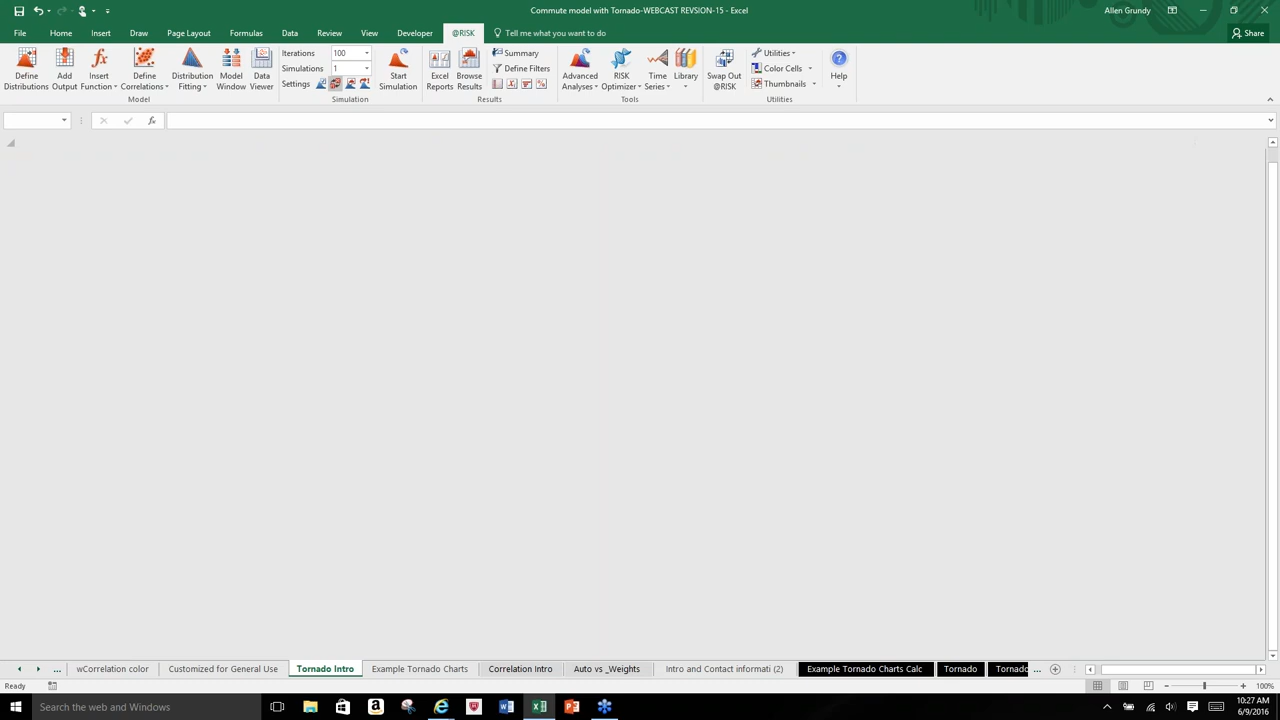 Commute model with Tornado-WEBCAST REVSION-15 - Excel
Allen Grundy
File Home Insert Draw Page Layout Formulas Data Review View Developer @RISK Tell me what you want to do Share
Define Distributions
Add Output
Insert Function
Define Correlations
Distribution Fitting
Model Window
Data Viewer
Model
Iterations 100
Simulations 1
Settings
Start Simulation
Simulation
Excel Reports
Browse Results
Summary
Define Filters
Results
Advanced Analyses
RISK Optimizer
Time Series
Library
Tools
Swap Out @RISK
Utilities
Color Cells
Thumbnails
Help
Utilities
fx
wCorrelation color Customized for General Use Tornado Intro Example Tornado Charts Correlation Intro Auto vs _Weights Intro and Contact informati (2) Example Tornado Charts Calc Tornado Tornado ...
Ready
100%
Search the web and Windows
10:27 AM
6/9/2016